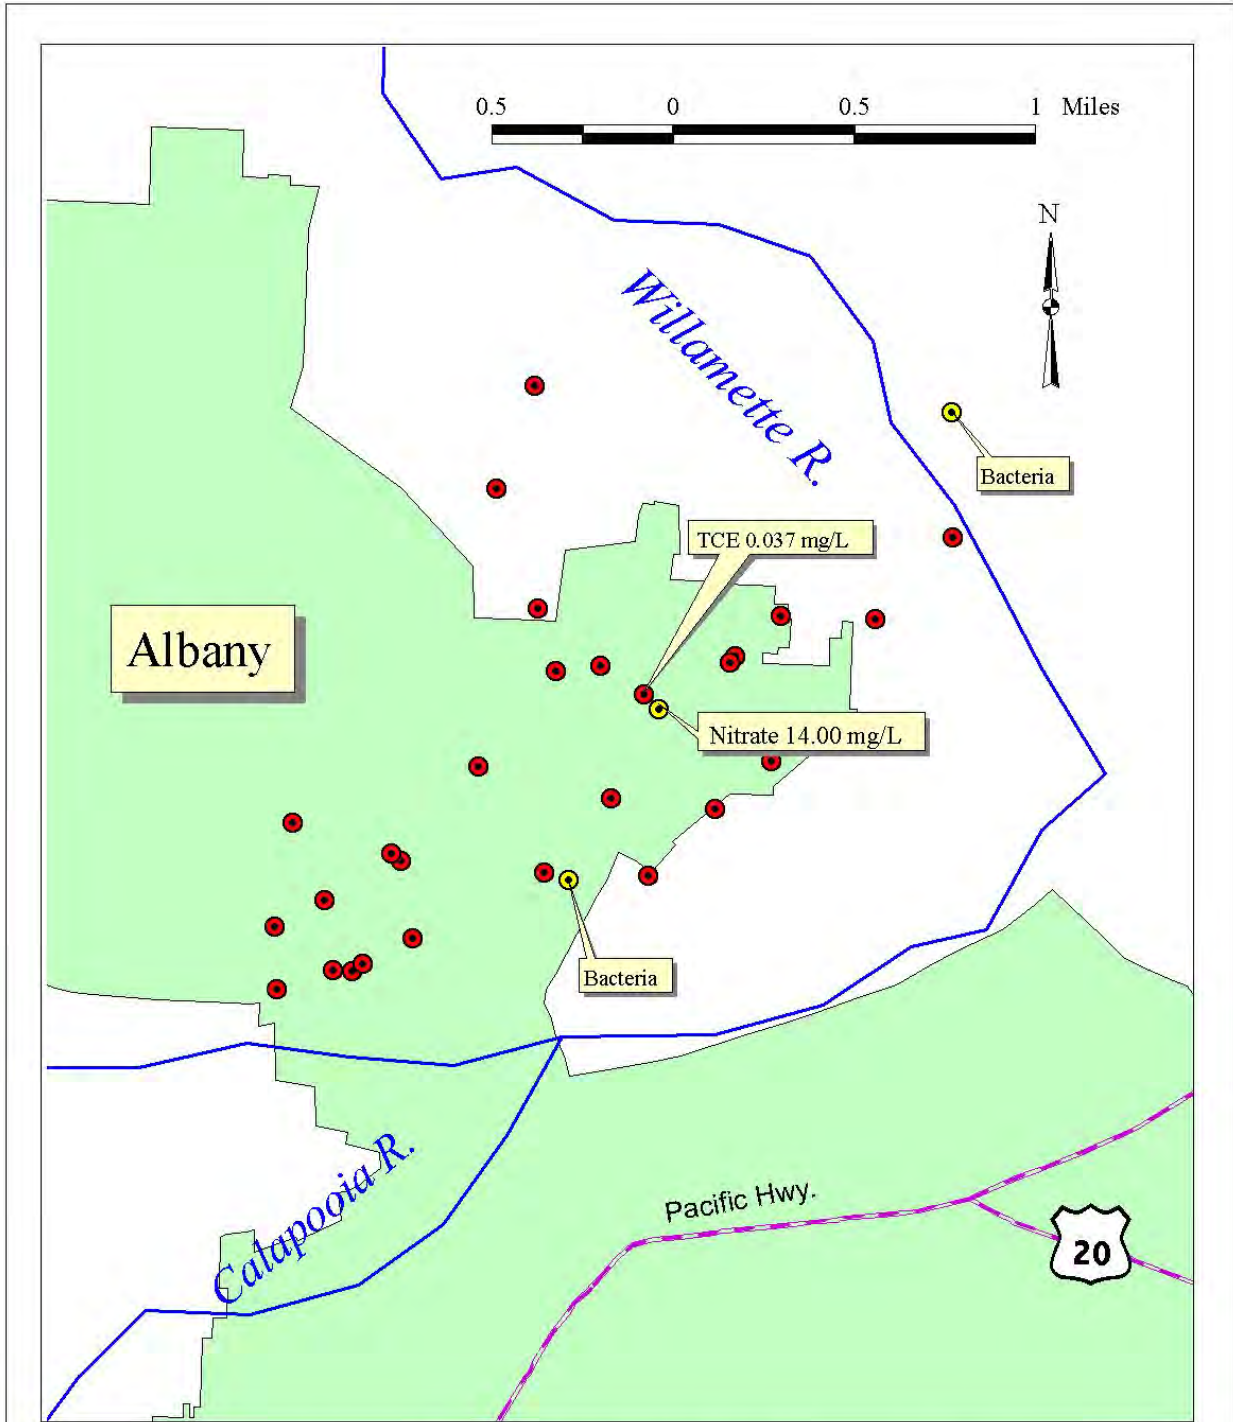 0.5 0 0.5 1 Miles
N
Willamette R.
Bacteria
TCE 0.037 mg/L
Albany
Nitrate 14.00 mg/L
Bacteria
Calapooia R.
Pacific Hwy.
20